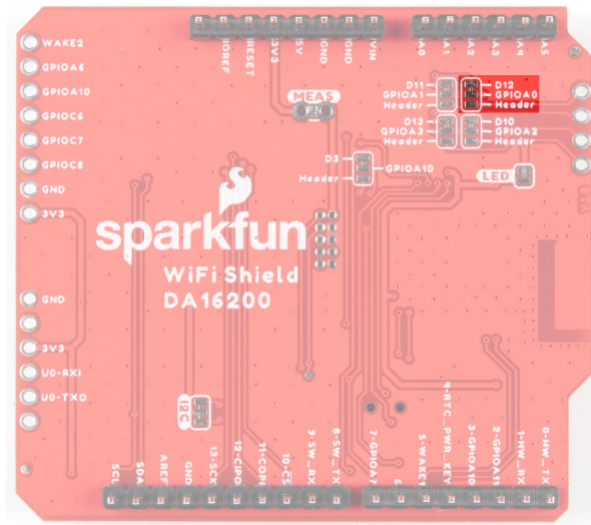 IOREF
RESET
3V3
5V
GND
GND
VIN
A0
A1
A2
A3
A4
A5
WAKE2
GPIOA6
GPIOA10
GPIOC6
GPIOC7
GPIOC8
GND
3V3
GND
3V3
U0-RXI
U0-TXO
MEAS
D11
GPIOA1
Header
D12
GPIOA0
Header
D13
GPIOA3
Header
D10
GPIOA2
Header
D3
GPIOA10
Header
LED
sparkfun
WiFi Shield
DA16200
I2C
SCL
SDA
AREF
GND
13-SCK
12-CIPO
11-COPI
10-CS
9-SW_RX
8-SW_TX
7-GPIOA7
6
5-WAKE
4-RTC_PWR_KEY
3-GPIOA10
2-GPIOA11
1-HW_RX
0-HW_TX